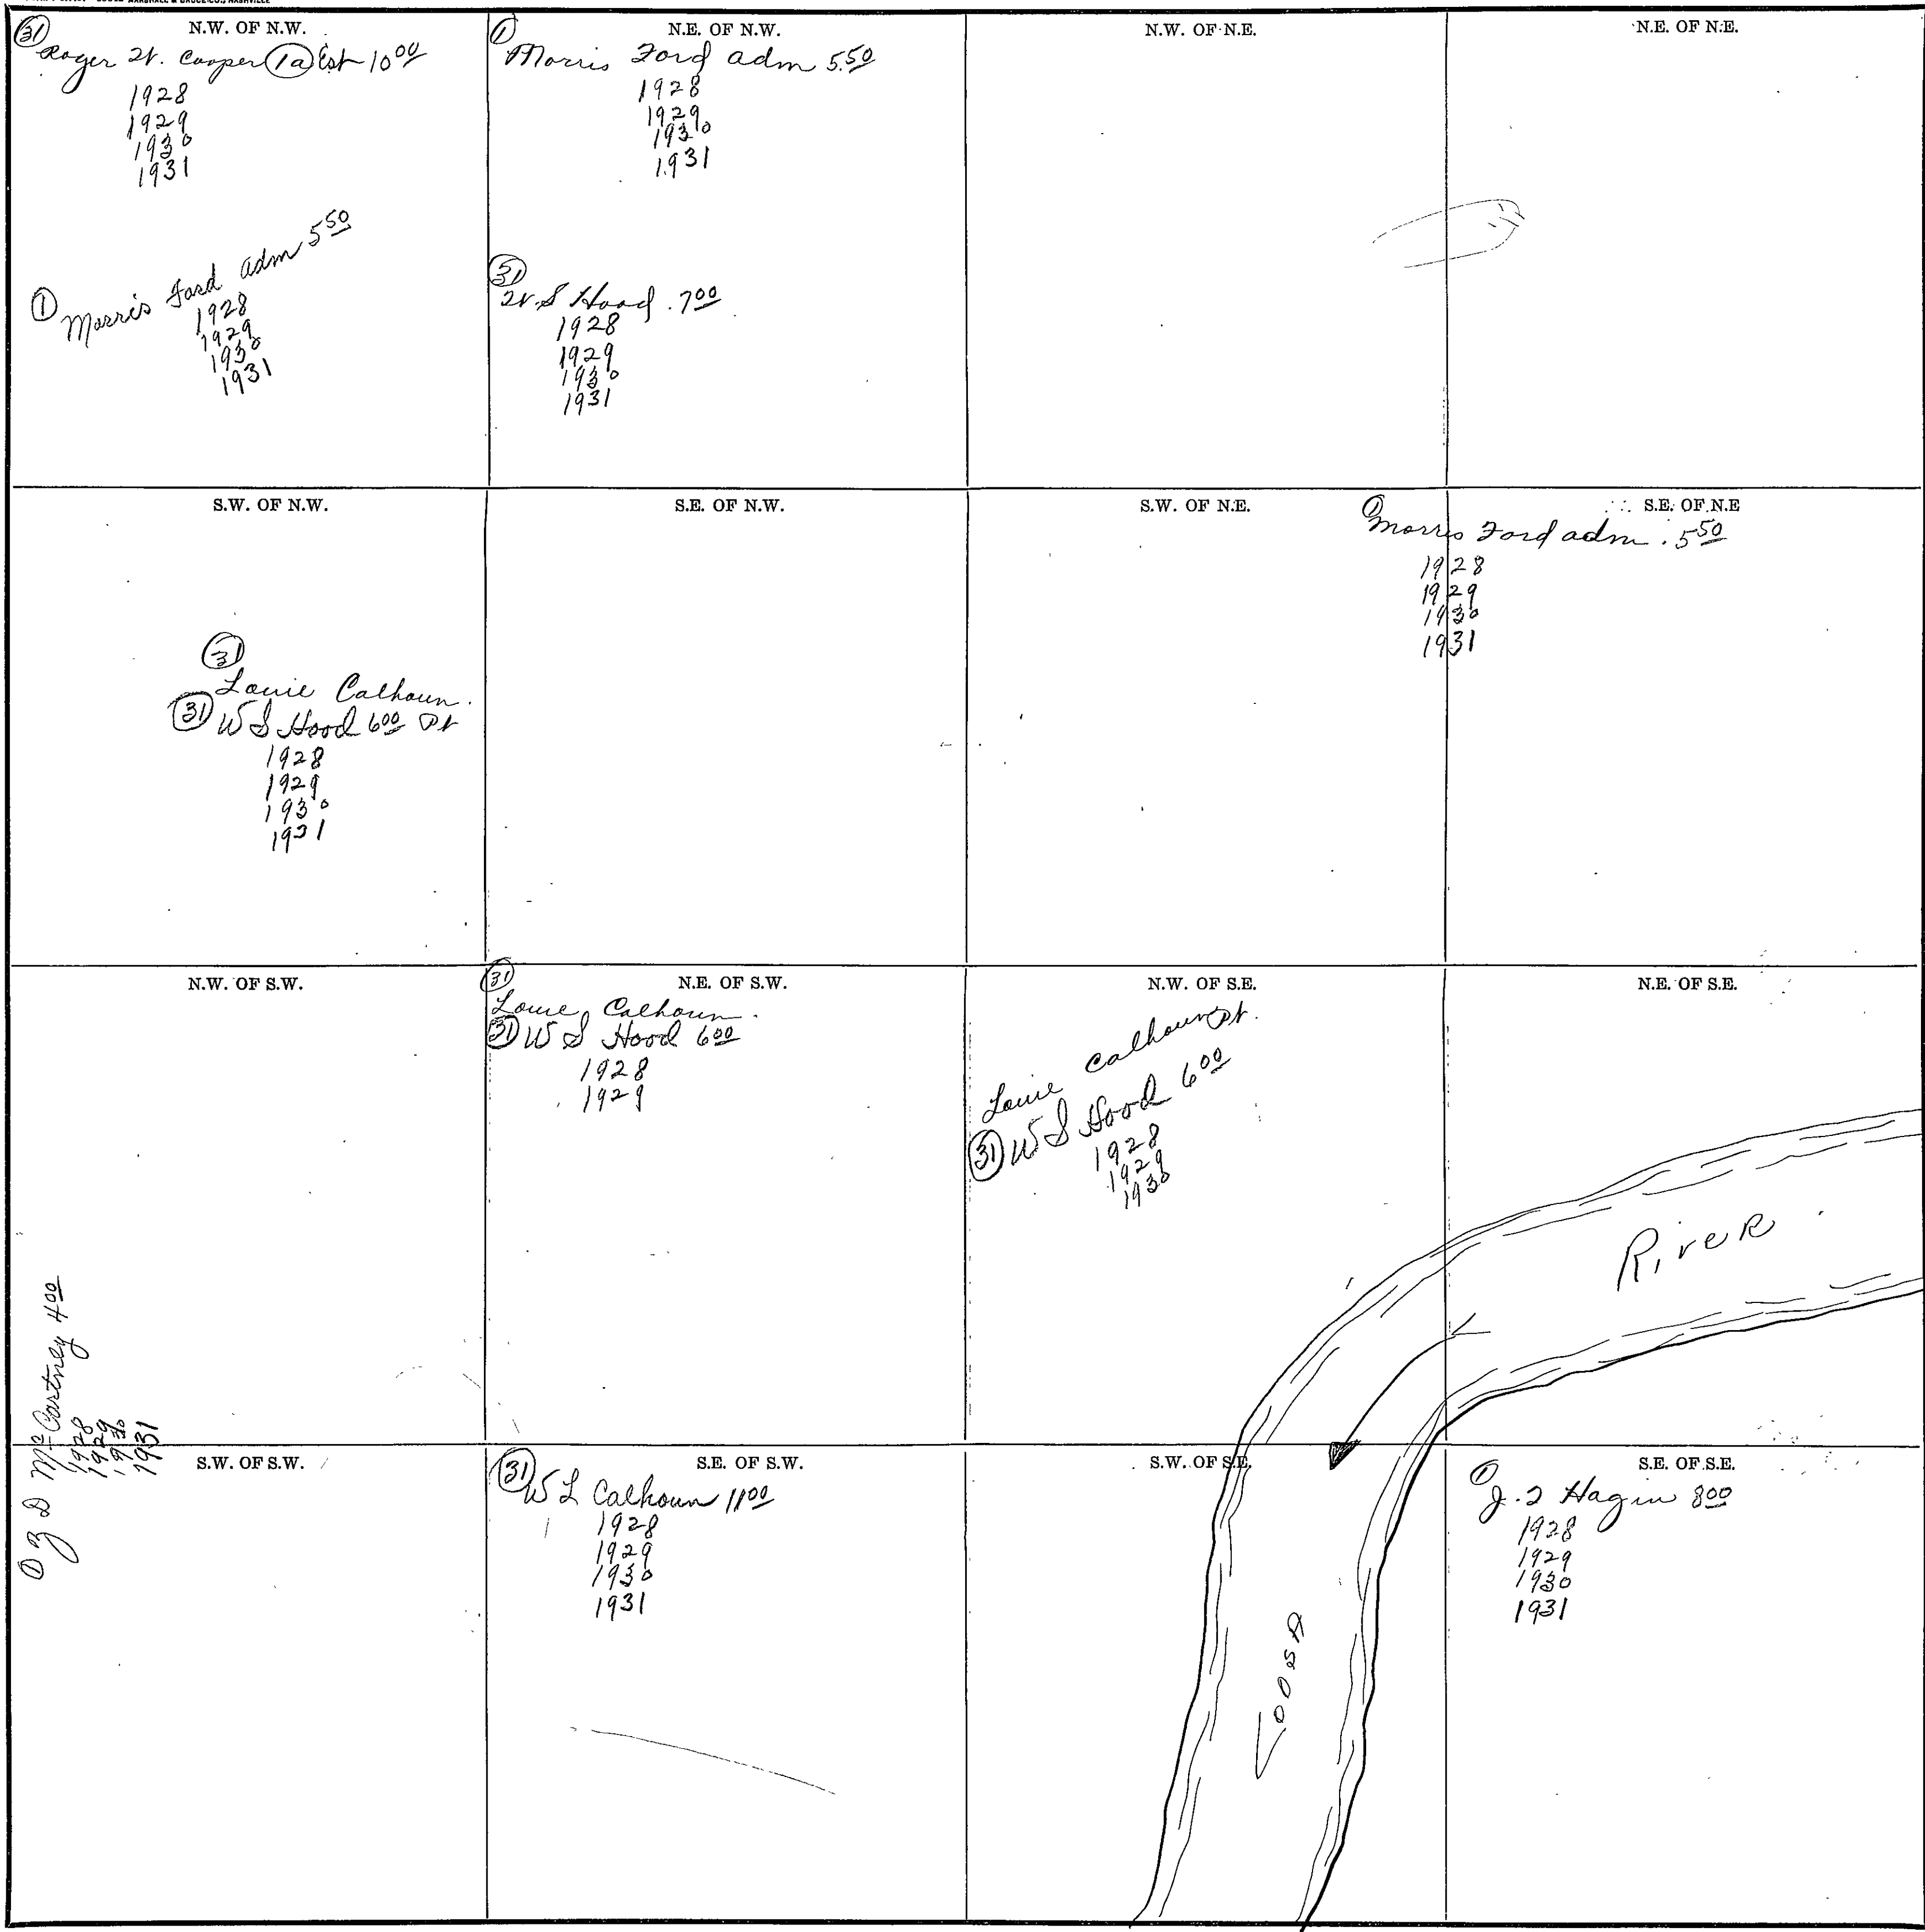 N.W. OF N.W.
31
Roger W. Cooper 1a Est 10 00
1928
1929
1930
1931
1 Morris Ford adm 5 50
1928
1929
1930
1931
N.E. OF N.W.
1
Morris Ford adm 5.50
1928
1929
1930
1931
31
W.S Hood 7 00
1928
1929
1930
1931
N.W. OF N.E.
N.E. OF N.E.
S.W. OF N.W.
31
Louie Calhoun.
31 W S Hood 6 00 Pt
1928
1929
1930
1931
S.E. OF N.W.
S.W. OF N.E.
S.E. OF N.E
1 Morris Ford adm. 5 50
1928
1929
1930
1931
N.W. OF S.W.
1 Z D McCartney 4 00
1928
1929
1930
1931
N.E. OF S.W.
31
Louie Calhoun.
31 W S Hood 6 00
1928
1929
N.W. OF S.E.
Louie Calhoun Pt.
31 W S Hood 6 00
1928
1929
1930
N.E. OF S.E.
River
S.W. OF S.W.
S.E. OF S.W.
31 W L Calhoun 11 00
1928
1929
1930
1931
S.W. OF S.E.
COOSA
S.E. OF S.E.
1
J. I Hagin 8 00
1928
1929
1930
1931